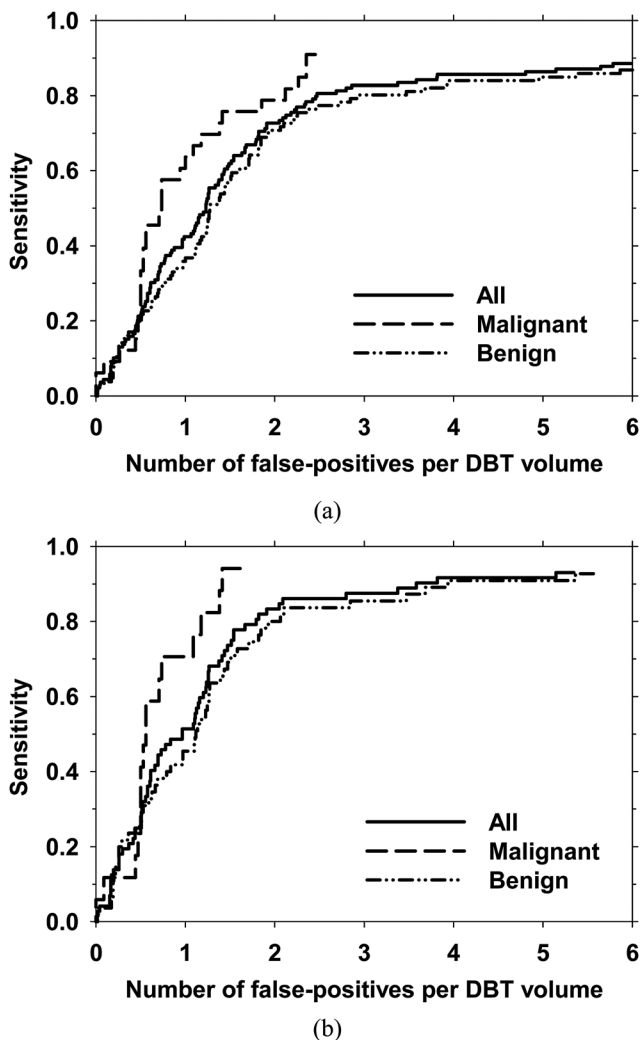 1.0
0.8
0.6
0.4
0.2
0.0
Sensitivity
All
Malignant
Benign
0 1 2 3 4 5 6
Number of false-positives per DBT volume
(a)
1.0
0.8
0.6
0.4
0.2
0.0
Sensitivity
All
Malignant
Benign
0 1 2 3 4 5 6
Number of false-positives per DBT volume
(b)